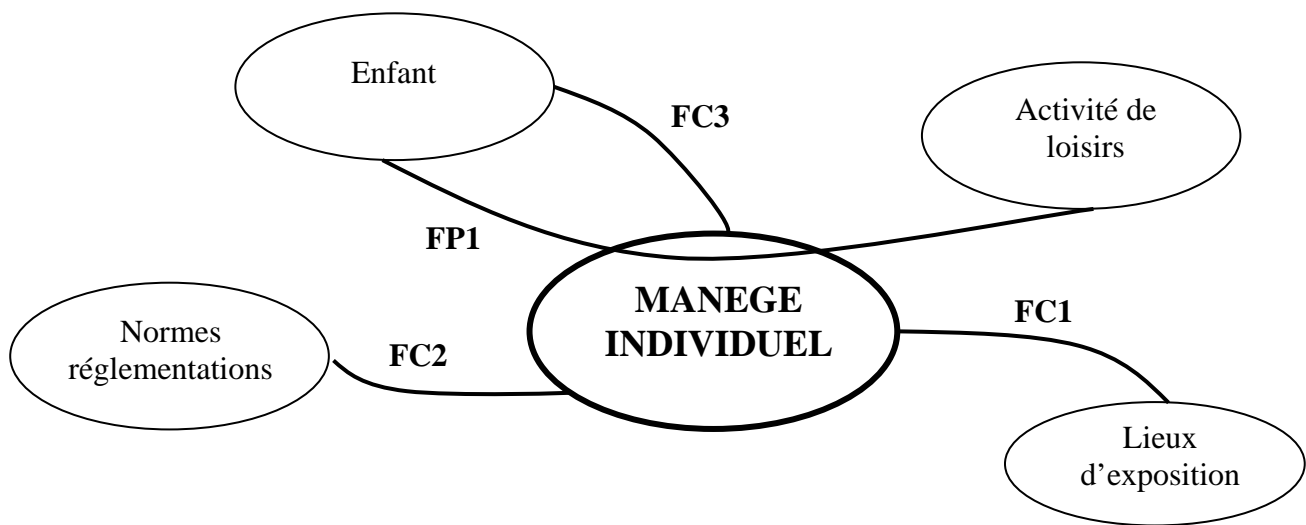 Enfant
FC3
Activité de
loisirs
FP1
MANEGE
INDIVIDUEL
FC1
Normes
réglementations
FC2
Lieux
d’exposition